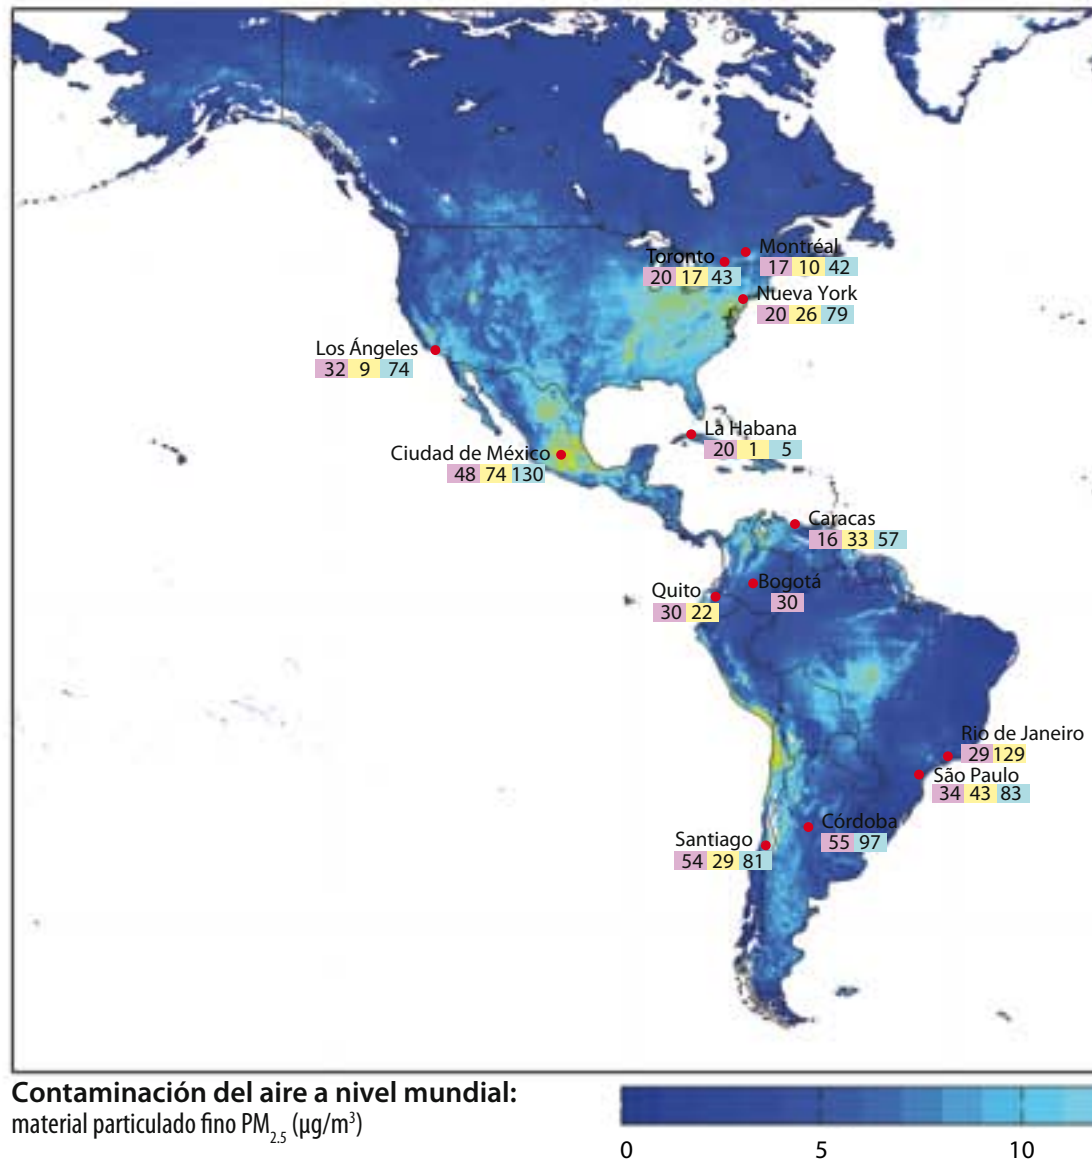 Montréal
17 10 42
Toronto
20 17 43
Nueva York
20 26 79
Los Ángeles
32 9 74
La Habana
20 1 5
Ciudad de México
48 74 130
Caracas
16 33 57
Bogotá
30
Quito
30 22
Rio de Janeiro
29 129
São Paulo
34 43 83
Córdoba
55 97
Santiago
54 29 81
Contaminación del aire a nivel mundial:
material particulado fino PM2.5 (µg/m³)
0 5 10